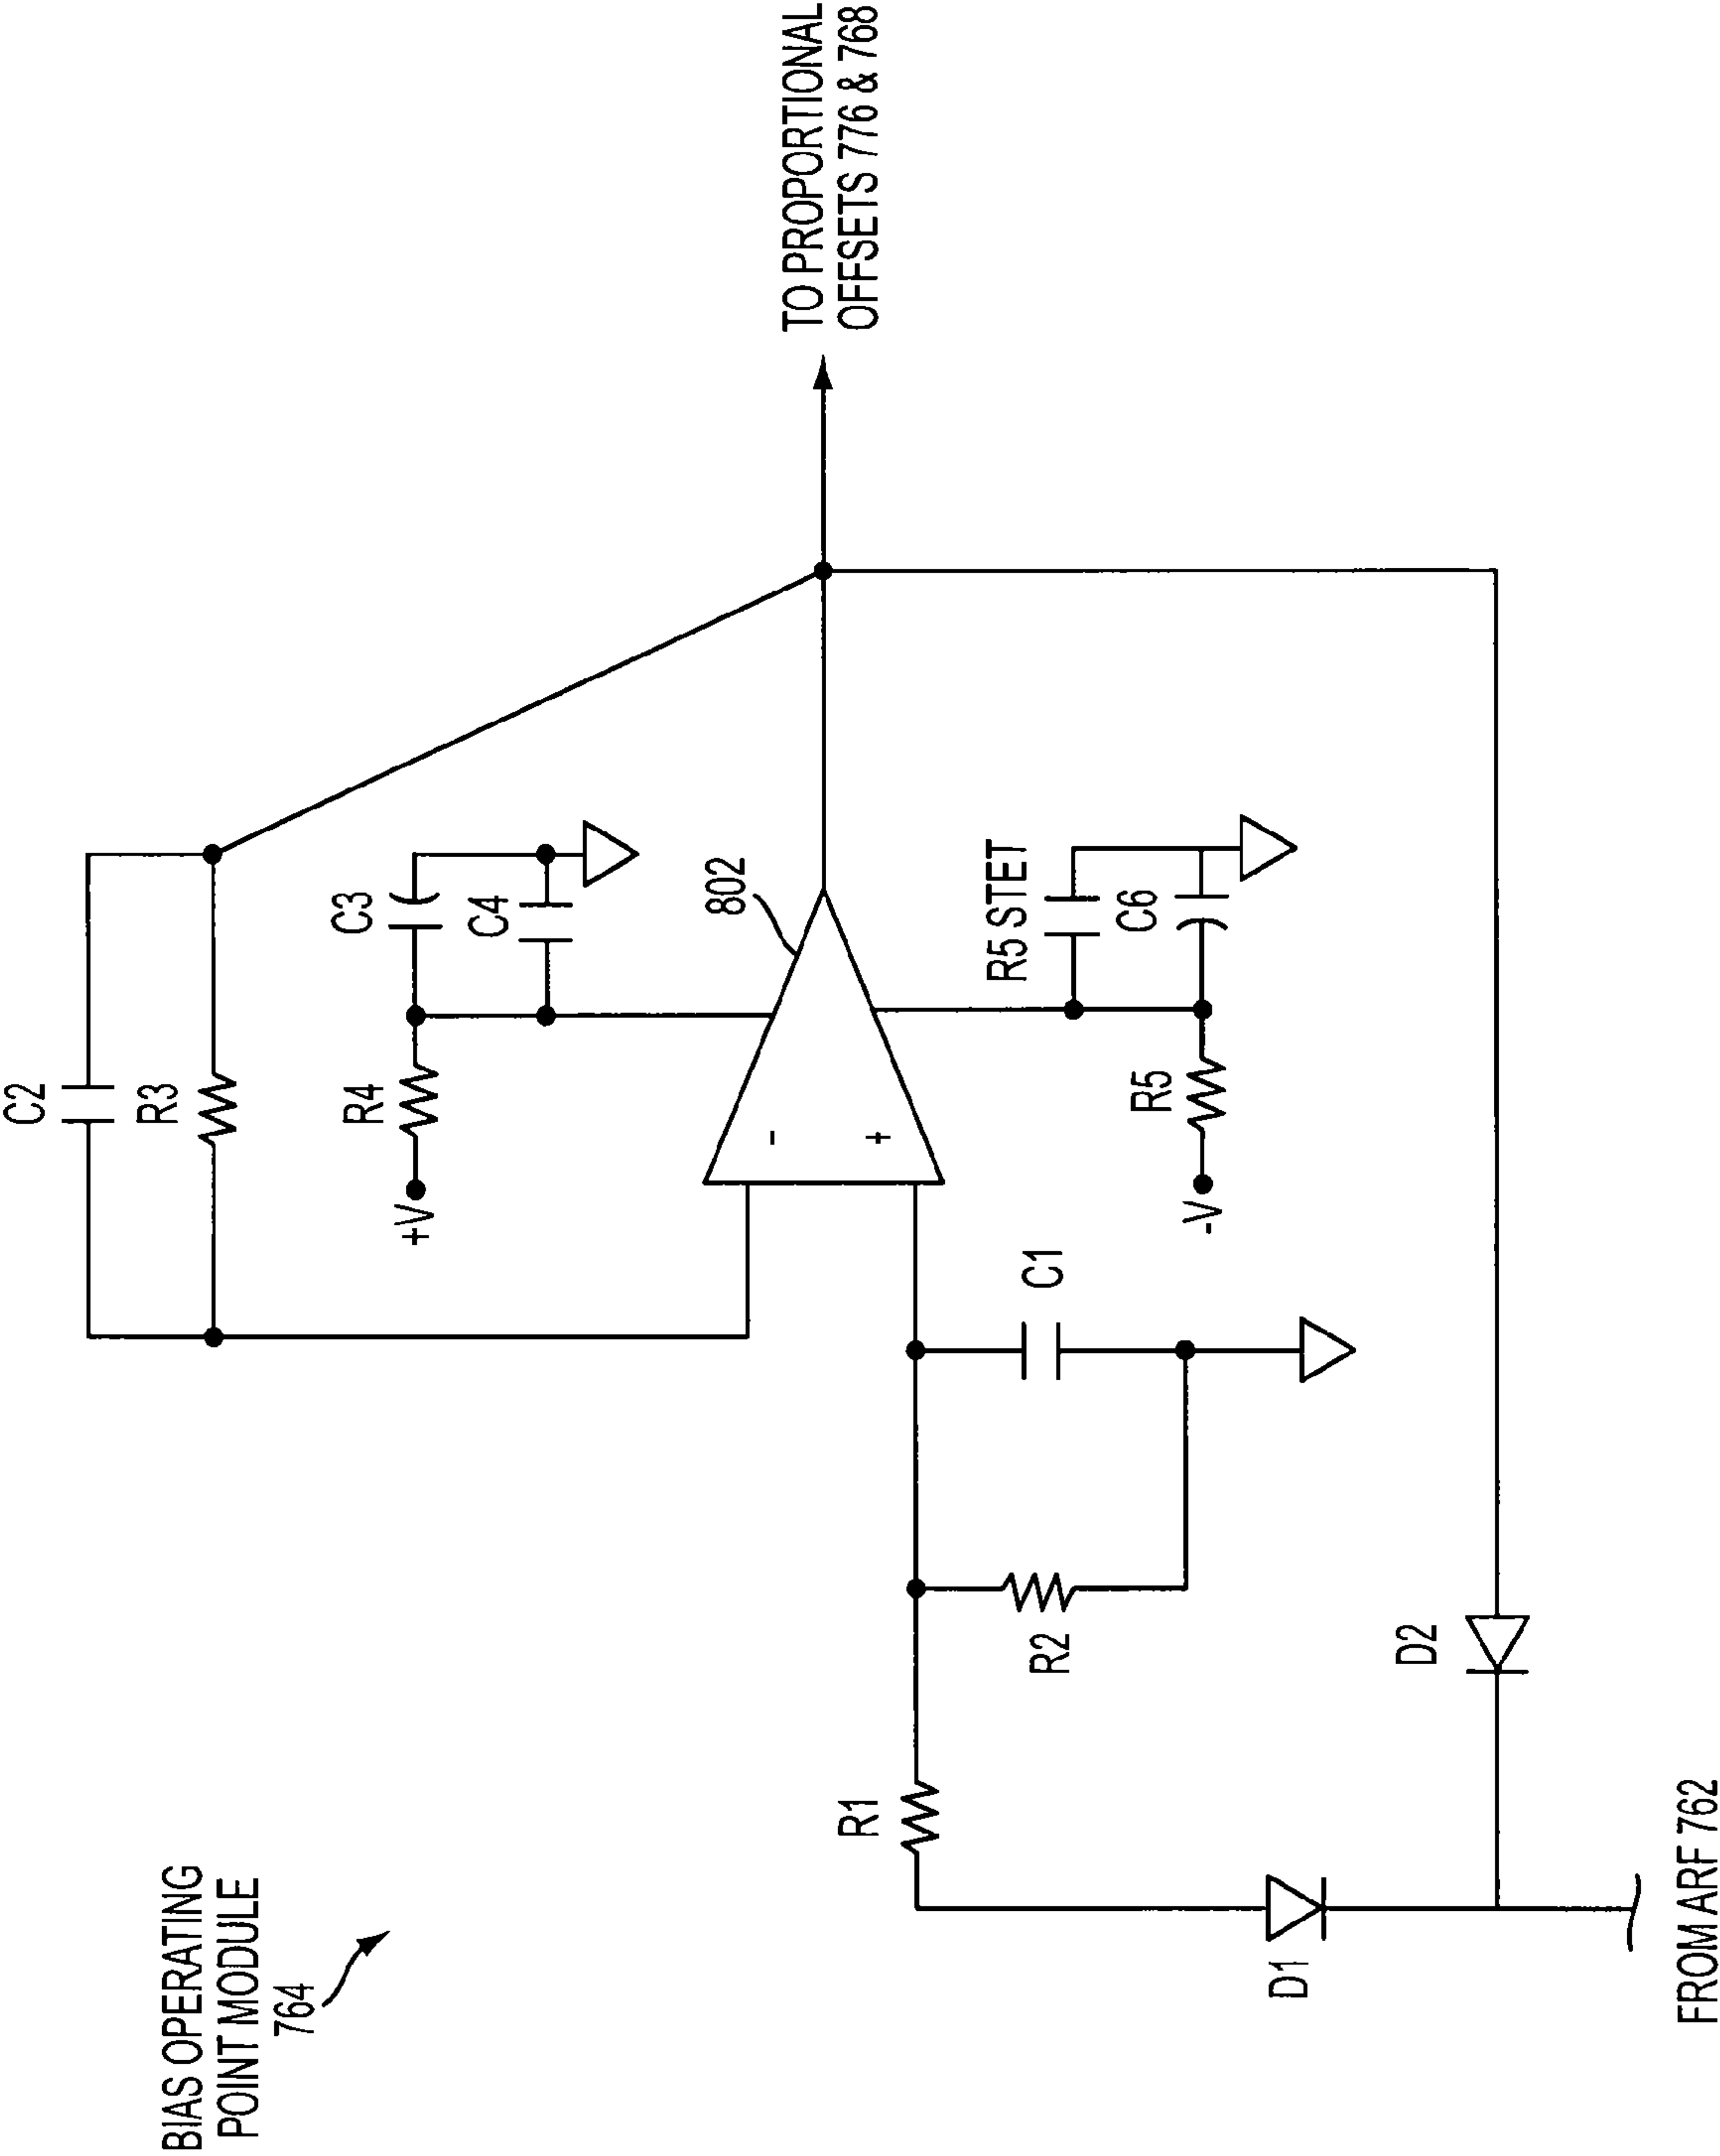 C2
R3
C3
C4
R4
+V
TO PROPORTIONAL
OFFSETS 776 & 768
802
-
+
R5 STET
C6
R5
-V
C1
R2
R1
D1
D2
BIAS OPERATING
POINT MODULE
764
FROM ARF 762